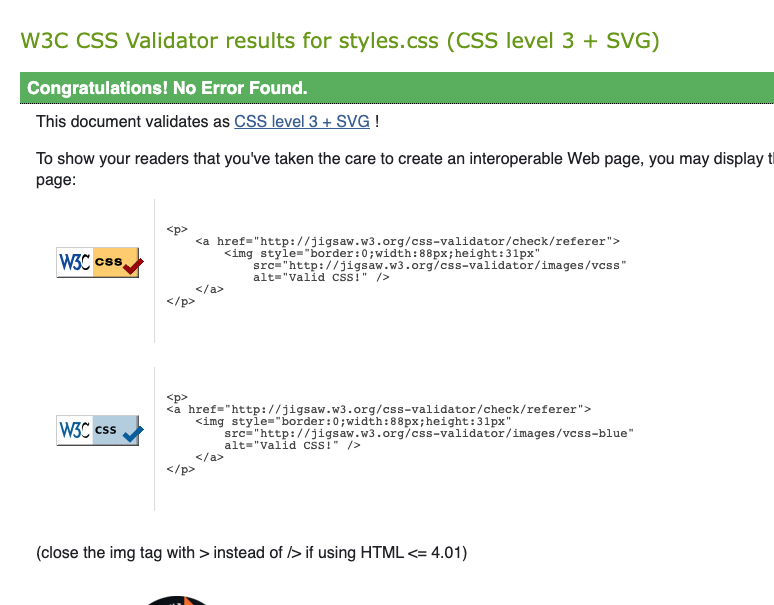 W3C CSS Validator results for styles.css (CSS level 3 + SVG)
Congratulations! No Error Found.
This document validates as CSS level 3 + SVG !
To show your readers that you've taken the care to create an interoperable Web page, you may display
page:
W3C css
<p>
<a href="http://jigsaw.w3.org/css-validator/check/referer">
<img style="border:0;width:88px;height:31px"
src="http://jigsaw.w3.org/css-validator/images/vcss"
alt="Valid CSS!" />
</a>
</p>
W3C css
<p>
<a href="http://jigsaw.w3.org/css-validator/check/referer">
<img style="border:0;width:88px;height:31px"
src="http://jigsaw.w3.org/css-validator/images/vcss-blue"
alt="Valid CSS!" />
</a>
</p>
(close the img tag with > instead of /> if using HTML <= 4.01)